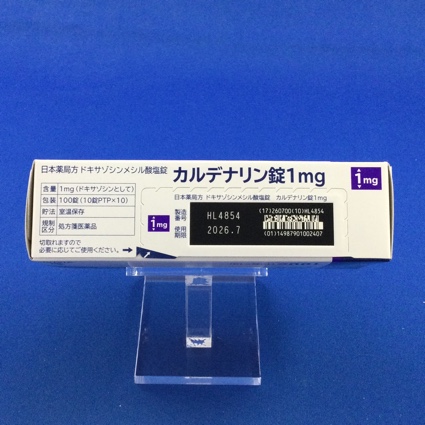 日本薬局方 ドキサゾシンメシル酸塩錠 カルデナリン錠1mg
1mg
含量 1mg(ドキサゾシンとして)
包装 100錠(10錠PTP×10)
貯法 室温保存
規制区分 処方箋医薬品
切取れますので
必要に応じてご使用ください。
日本薬局方 ドキサゾシンメシル酸塩錠 カルデナリン錠1mg
1mg
製造番号 HL4854
使用期限 2026.7
(17)260700(10)HL4854
(01)14987901002407